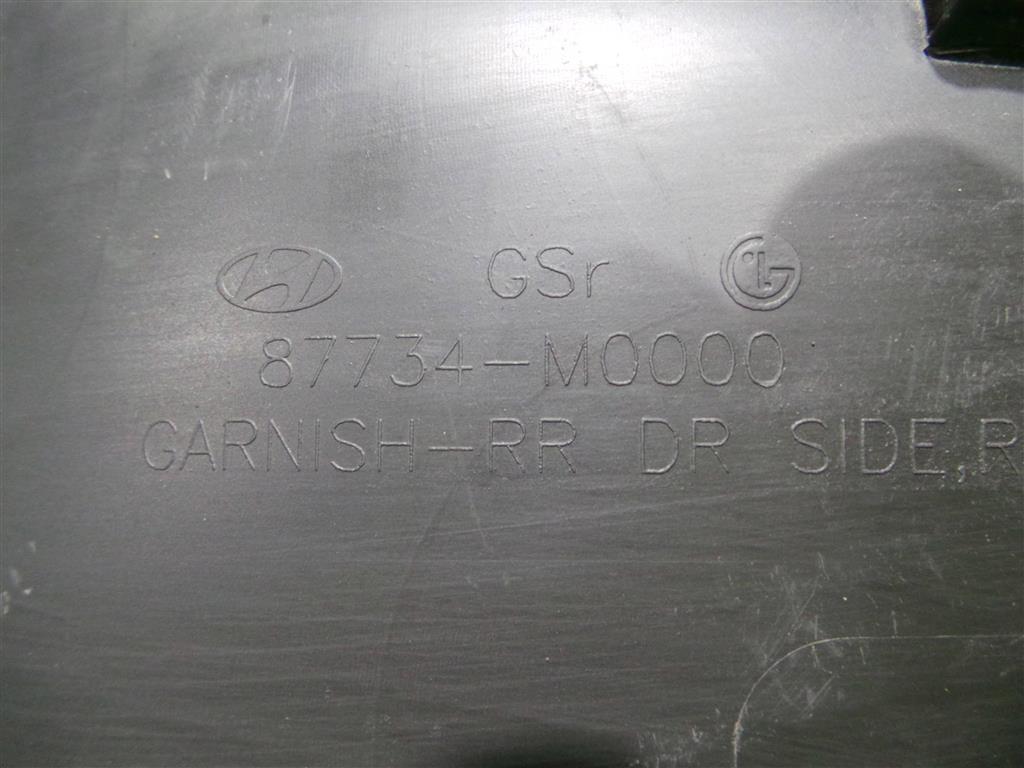 GSr
87734-M0000
GARNISH-RR DR SIDE,R